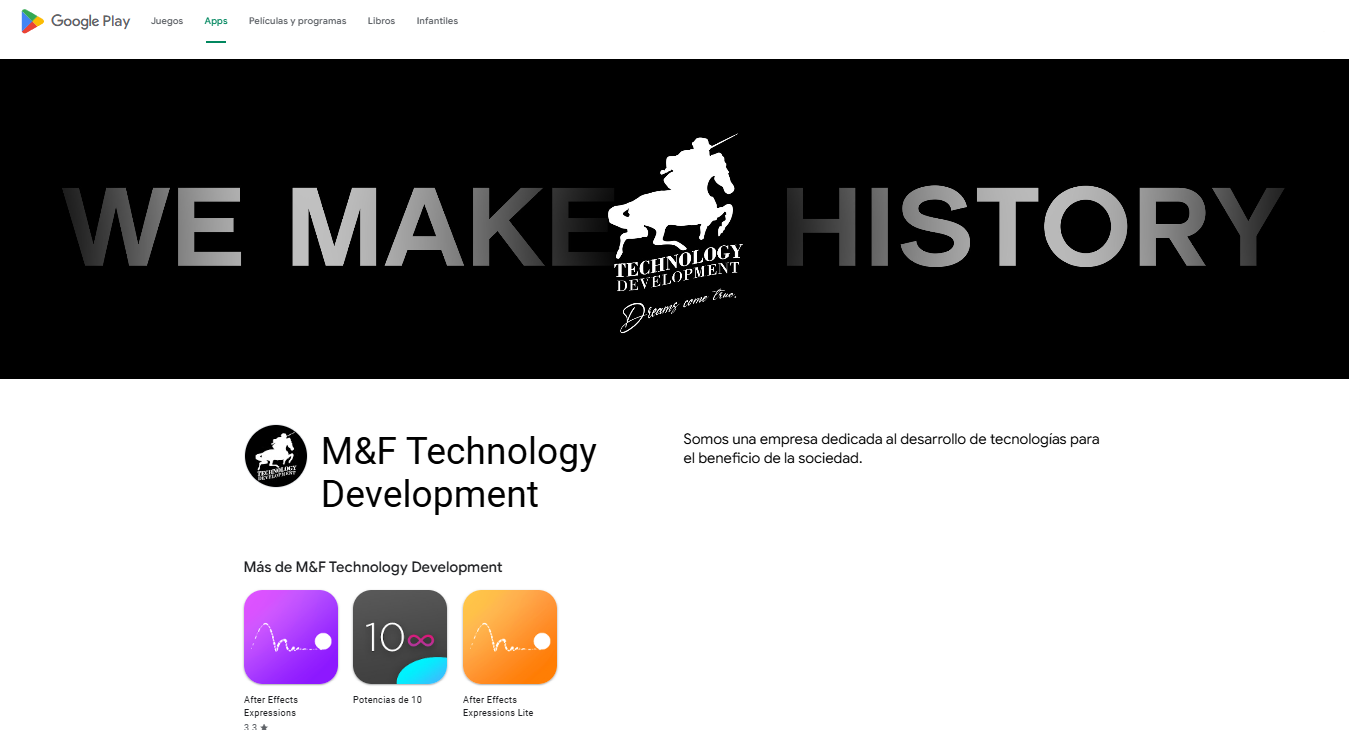 Google Play Juegos Apps Películas y programas Libros Infantiles
WE MAKE HISTORY
TECHNOLOGY
DEVELOPMENT
Dreams come true.
TECHNOLOGY
DEVELOPMENT
M&F Technology
Development
Somos una empresa dedicada al desarrollo de tecnologías para
el beneficio de la sociedad.
Más de M&F Technology Development
10∞
After Effects
Expressions
3.3 ★
Potencias de 10
After Effects
Expressions Lite